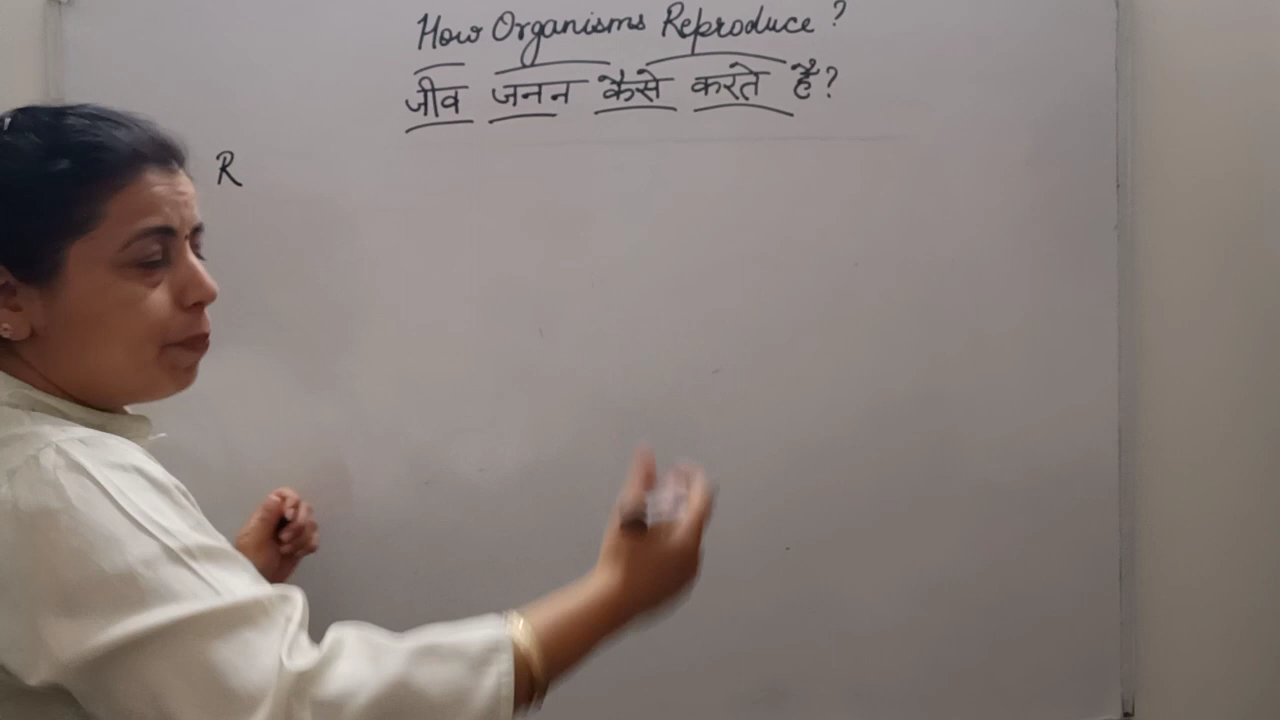 How Organisms Reproduce ?
जीव जनन कैसे करते है ?
R